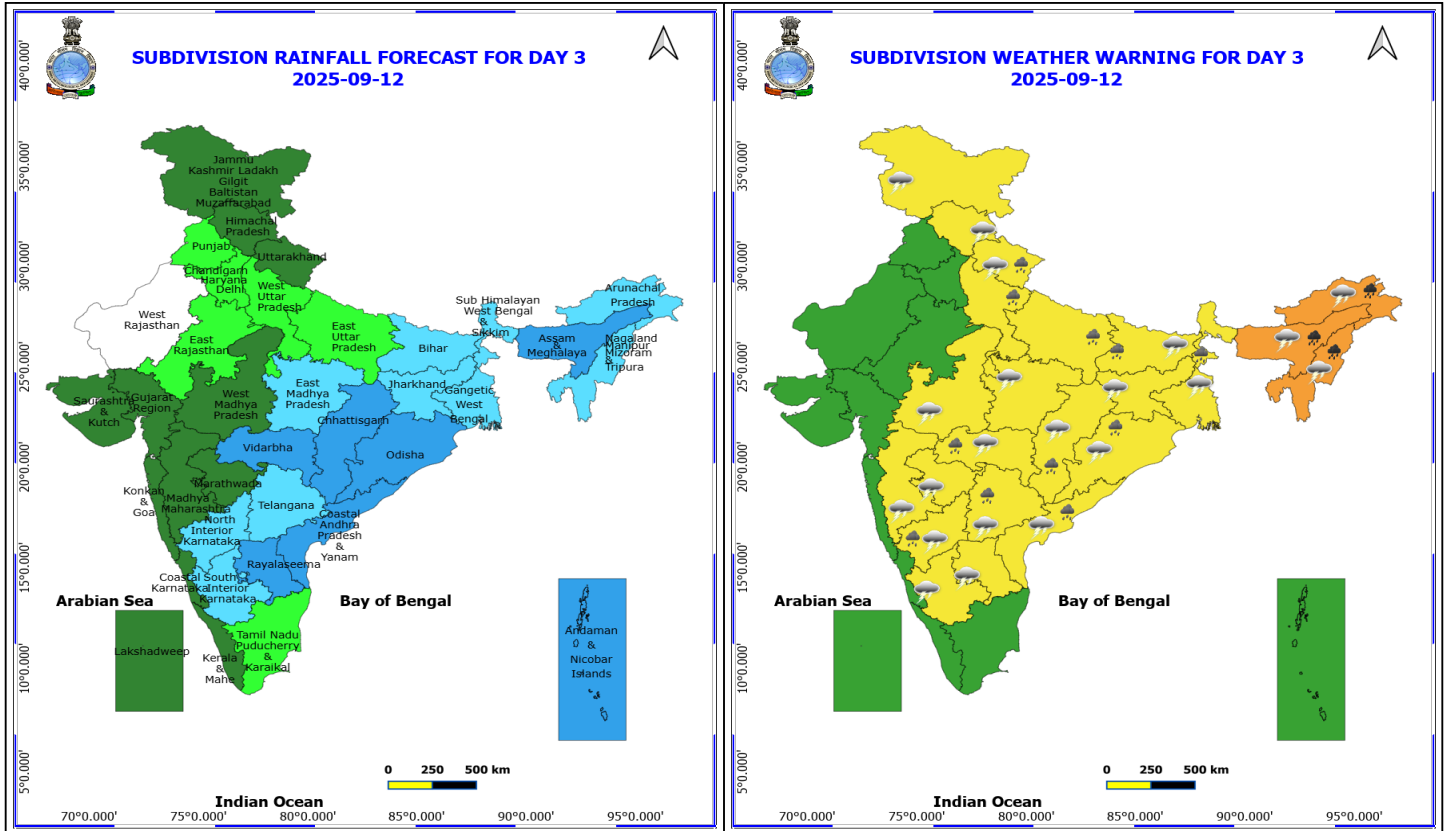 SUBDIVISION RAINFALL FORECAST FOR DAY 3
2025-09-12
40°0.000'
35°0.000'
30°0.000'
25°0.000'
20°0.000'
15°0.000'
10°0.000'
5°0.000'
Jammu
Kashmir Ladakh
Gilgit
Baltistan
Muzaffarabad
Himachal
Pradesh
Punjab
Uttarakhand
Chandigarh
Haryana
Delhi
West
Uttar
Pradesh
West
Rajasthan
East
Rajasthan
East
Uttar
Pradesh
Sub Himalayan
West Bengal
&
Sikkim
Arunachal
Pradesh
Assam
&
Meghalaya
Nagaland
Manipur
Mizoram
&
Tripura
Bihar
Jharkhand
Gangetic
West
Bengal
East
Madhya
Pradesh
West
Madhya
Pradesh
Gujarat
Region
Saurashtra
&
Kutch
Chhattisgarh
Vidarbha
Odisha
Marathwada
Konkan
&
Goa
Madhya
Maharashtra
Telangana
North
Interior
Karnataka
Coastal
Andhra
Pradesh
&
Yanam
Rayalaseema
Coastal
Karnataka
South
Interior
Karnataka
Arabian Sea
Bay of Bengal
Lakshadweep
Kerala
&
Mahe
Tamil Nadu
Puducherry
&
Karaikal
Andaman
&
Nicobar
Islands
0 250 500 km
Indian Ocean
70°0.000' 75°0.000' 80°0.000' 85°0.000' 90°0.000' 95°0.000'
SUBDIVISION WEATHER WARNING FOR DAY 3
2025-09-12
40°0.000'
35°0.000'
30°0.000'
25°0.000'
20°0.000'
15°0.000'
10°0.000'
5°0.000'
Arabian Sea
Bay of Bengal
0 250 500 km
Indian Ocean
70°0.000' 75°0.000' 80°0.000' 85°0.000' 90°0.000' 95°0.000'